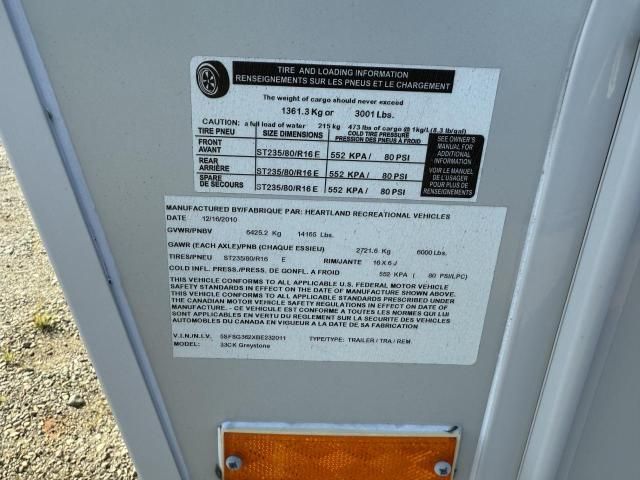 TIRE AND LOADING INFORMATION
RENSEIGNEMENTS SUR LES PNEUS ET LE CHARGEMENT
The weight of cargo should never exceed
1361.3 Kg or 3001 Lbs.
CAUTION: a full load of water 215 kg 473 lbs of cargo @ 1kg/l (8.3 lb/gal)
TIRE PNEU SIZE DIMENSIONS COLD TIRE PRESSURE
PRESSION DES PNEUS À FROID
FRONT
AVANT ST235/80/R16 E 552 KPA / 80 PSI
REAR
ARRIÈRE ST235/80/R16 E 552 KPA / 80 PSI
SPARE
DE SECOURS ST235/80/R16 E 552 KPA / 80 PSI
SEE OWNER'S
MANUAL FOR
ADDITIONAL
INFORMATION
VOIR LE MANUEL
DE L'USAGER
POUR PLUS DE
RENSEIGNEMENTS
MANUFACTURED BY/FABRIQUE PAR: HEARTLAND RECREATIONAL VEHICLES
DATE 12/16/2010
GVWR/PNBV 6425.2 Kg 14165 Lbs.
GAWR (EACH AXLE)/PNB (CHAQUE ESSIEU) 2721.6 Kg 6000 Lbs.
TIRES/PNEU ST235/80/R16 E RIM/JANTE 16 X 6 J
COLD INFL. PRESS./PRESS. DE GONFL. A FROID 552 KPA ( 80 PSI/LPC)
THIS VEHICLE CONFORMS TO ALL APPLICABLE U.S. FEDERAL MOTOR VEHICLE
SAFETY STANDARDS IN EFFECT ON THE DATE OF MANUFACTURE SHOWN ABOVE.
THIS VEHICLE CONFORMS TO ALL APPLICABLE STANDARDS PRESCRIBED UNDER
THE CANADIAN MOTOR VEHICLE SAFETY REGULATIONS IN EFFECT ON THE DATE
OF MANUFACTURE. - CE VEHICULE EST CONFORME A TOUTES LES NORMES QUI
LUI SONT APPLICABLES EN VERTU DU REGLEMENT SUR LA SECURITE DES VEHICULES
AUTOMOBILES DU CANADA EN VIGUEUR A LA DATE DE SA FABRICATION.
V.I.N./N.I.V. 5SFSG362XBE232011 TYPE/TYPE: TRAILER / TRA / REM.
MODEL: 33CK Greystone